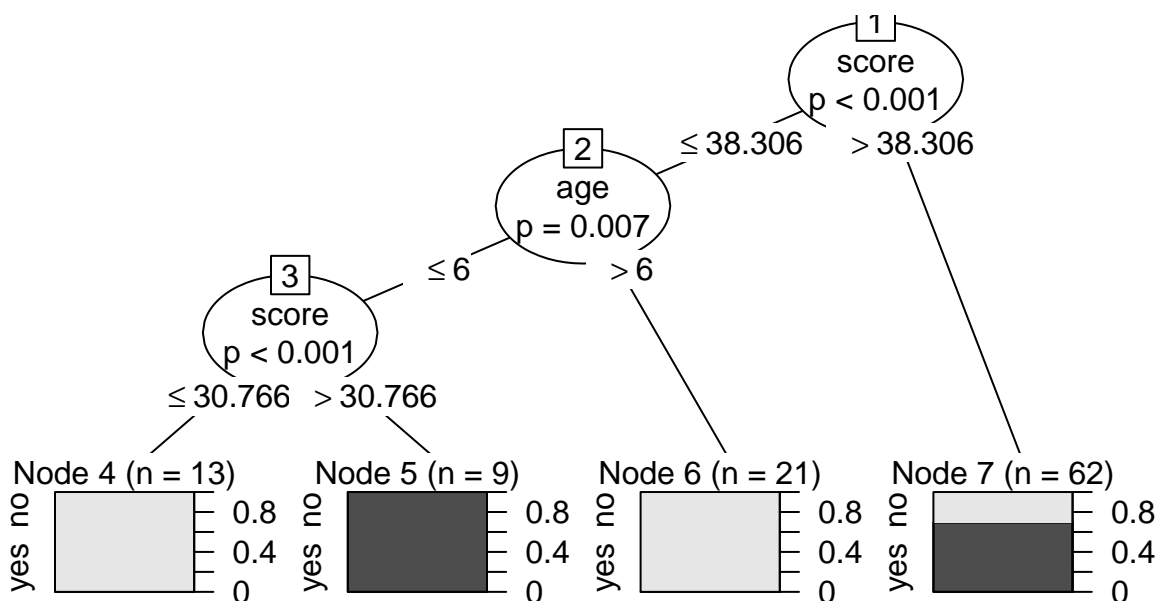 1
score
p < 0.001
≤ 38.306 > 38.306
2
age
p = 0.007
≤ 6 > 6
3
score
p < 0.001
≤ 30.766 > 30.766
Node 4 (n = 13)
yes no
0.8
0.4
0
Node 5 (n = 9)
yes no
0.8
0.4
0
Node 6 (n = 21)
yes no
0.8
0.4
0
Node 7 (n = 62)
yes no
0.8
0.4
0